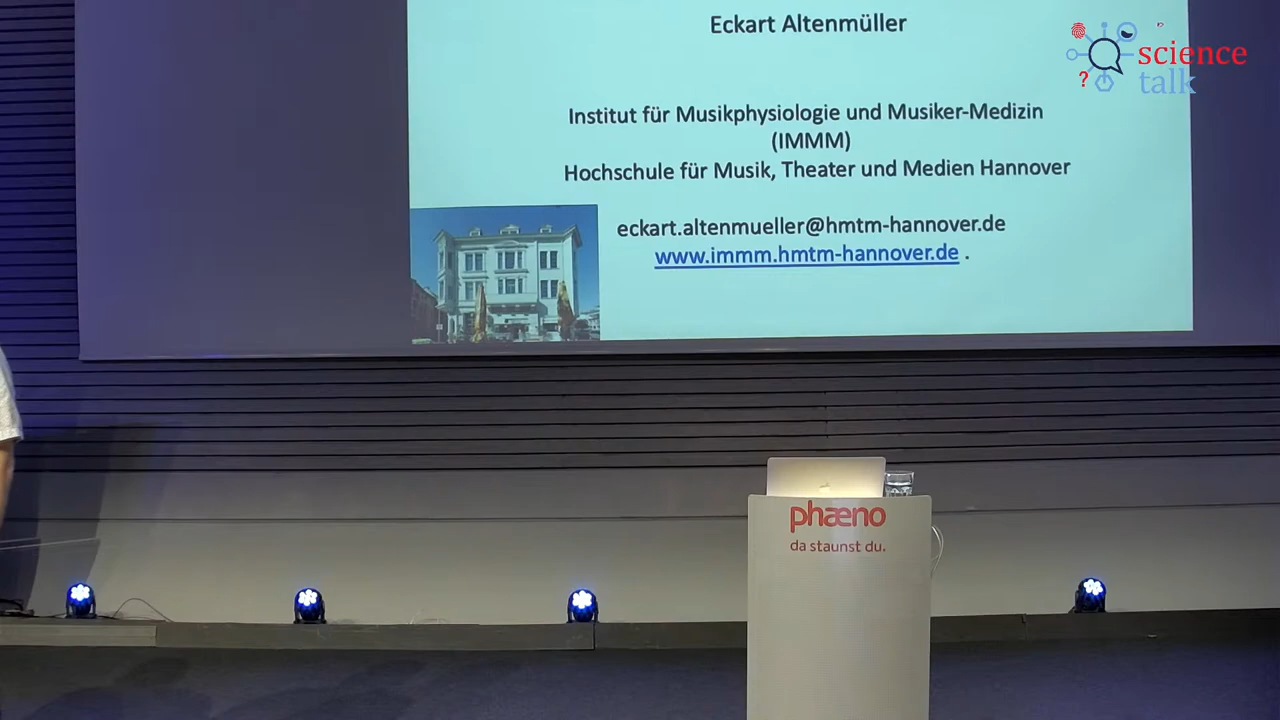 Eckart Altenmüller
science
talk
?
Institut für Musikphysiologie und Musiker-Medizin
(IMMM)
Hochschule für Musik, Theater und Medien Hannover
eckart.altenmueller@hmtm-hannover.de
www.immm.hmtm-hannover.de .
phæno
da staunst du.